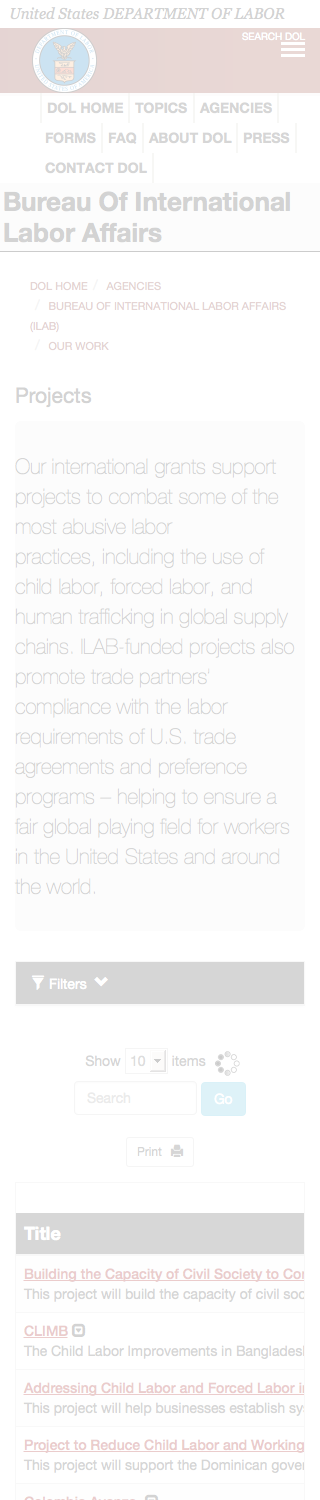 United States DEPARTMENT OF LABOR
SEARCH DOL
DOL HOME TOPICS AGENCIES
FORMS FAQ ABOUT DOL PRESS
CONTACT DOL
Bureau Of International
Labor Affairs
DOL HOME / AGENCIES
/ BUREAU OF INTERNATIONAL LABOR AFFAIRS
(ILAB)
/ OUR WORK
Projects
Our international grants support
projects to combat some of the
most abusive labor
practices, including the use of
child labor, forced labor, and
human trafficking in global supply
chains. ILAB-funded projects also
promote trade partners'
compliance with the labor
requirements of U.S. trade
agreements and preference
programs – helping to ensure a
fair global playing field for workers
in the United States and around
the world.
Filters
Show 10 items
Search Go
Print
Title
Building the Capacity of Civil Society to Co
This project will build the capacity of civil soc
CLIMB
The Child Labor Improvements in Banglades
Addressing Child Labor and Forced Labor i
This project will help businesses establish sy
Project to Reduce Child Labor and Working
This project will support the Dominican gove